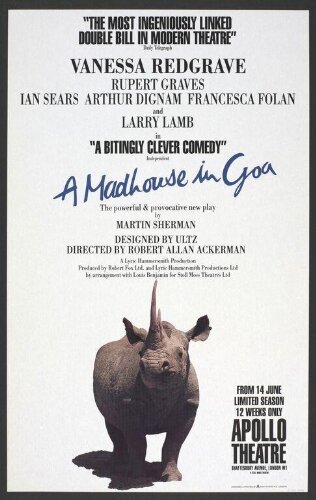 "THE MOST INGENIOUSLY LINKED
DOUBLE BILL IN MODERN THEATRE"
Daily Telegraph
VANESSA REDGRAVE
RUPERT GRAVES
IAN SEARS ARTHUR DIGNAM FRANCESCA FOLAN
and
LARRY LAMB
in
"A BITINGLY CLEVER COMEDY"
Independent
A Madhouse in Goa
The powerful & provocative new play
by
MARTIN SHERMAN
DESIGNED BY ULTZ
DIRECTED BY ROBERT ALLAN ACKERMAN
A Lyric Hammersmith Production
Produced by Robert Fox Ltd. and Lyric Hammersmith Productions Ltd
by arrangement with Louis Benjamin for Stoll Moss Theatres Ltd
FROM 14 JUNE
LIMITED SEASON
12 WEEKS ONLY
APOLLO
THEATRE
SHAFTESBURY AVENUE, LONDON W1